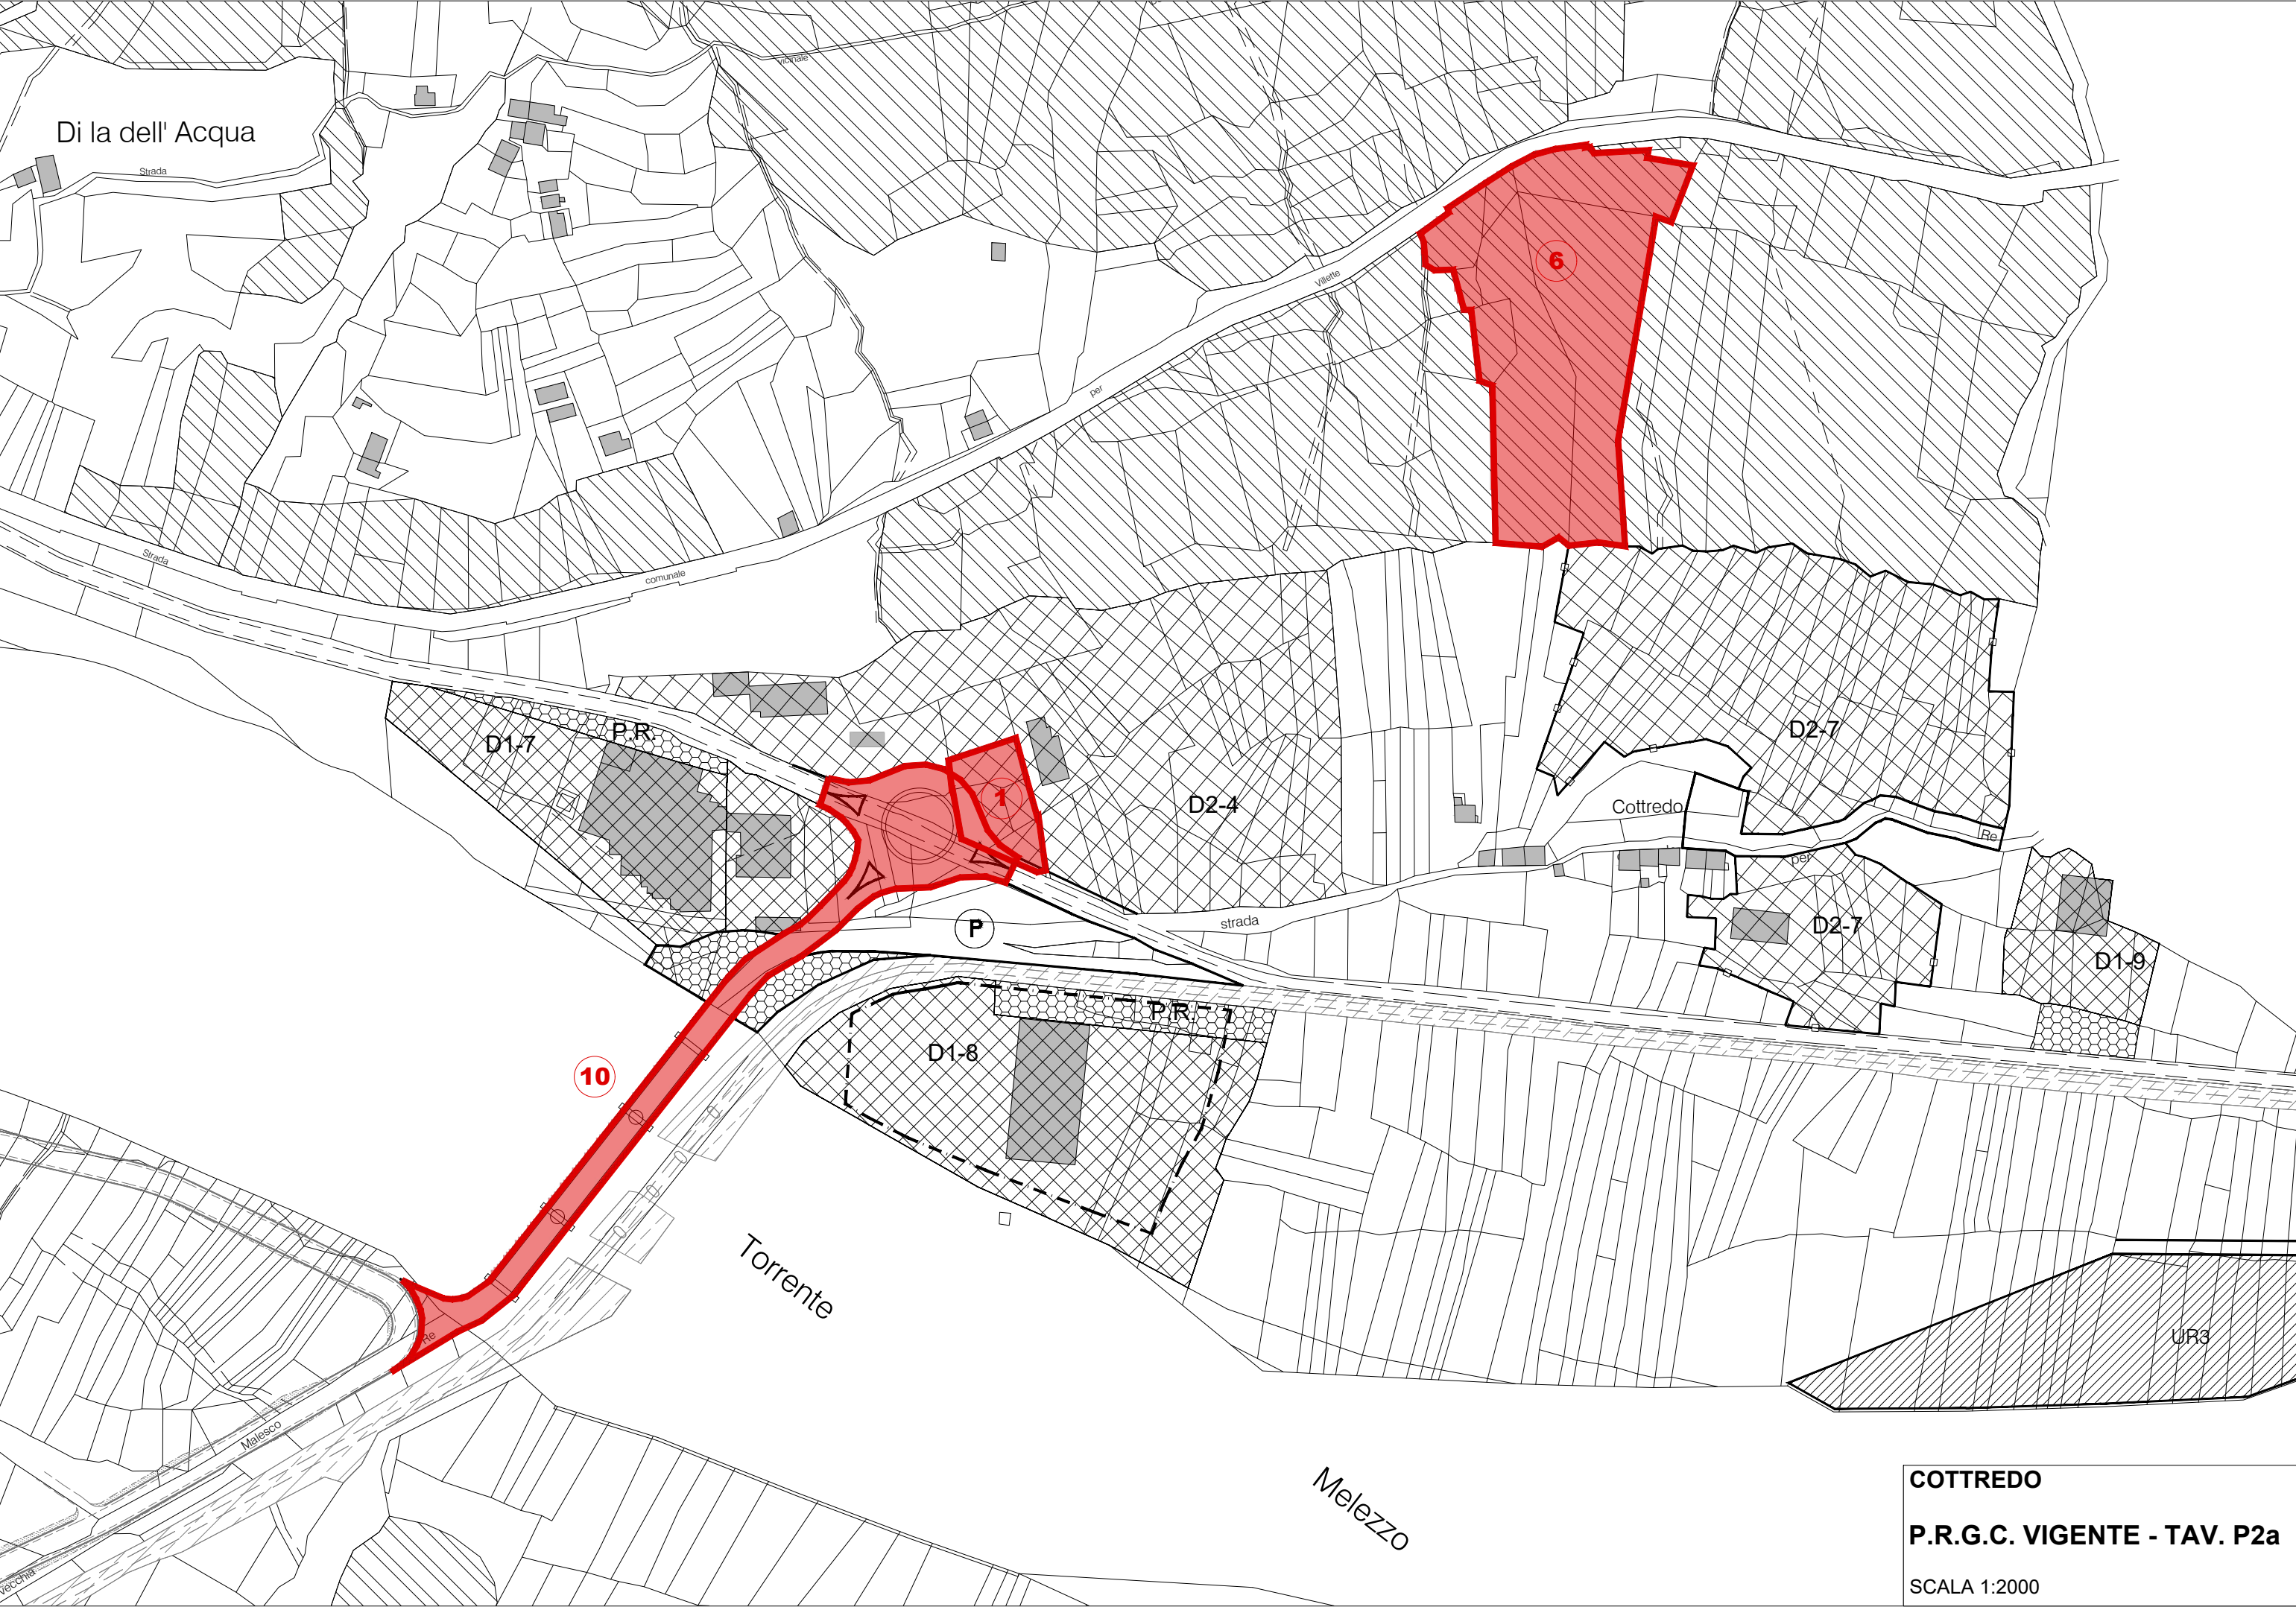 vicinale
Di la dell' Acqua
Strada
6
Villette
per
Strada
comunale
P.R.
D1-7
D2-7
1
D2-4
Cottredo
Re
per
strada
P
D2-7
D1-9
P.R.
D1-8
10
Torrente
Re
UR3
Malesco
Melezzo
vecchia
COTTREDO
P.R.G.C. VIGENTE - TAV. P2a
SCALA 1:2000